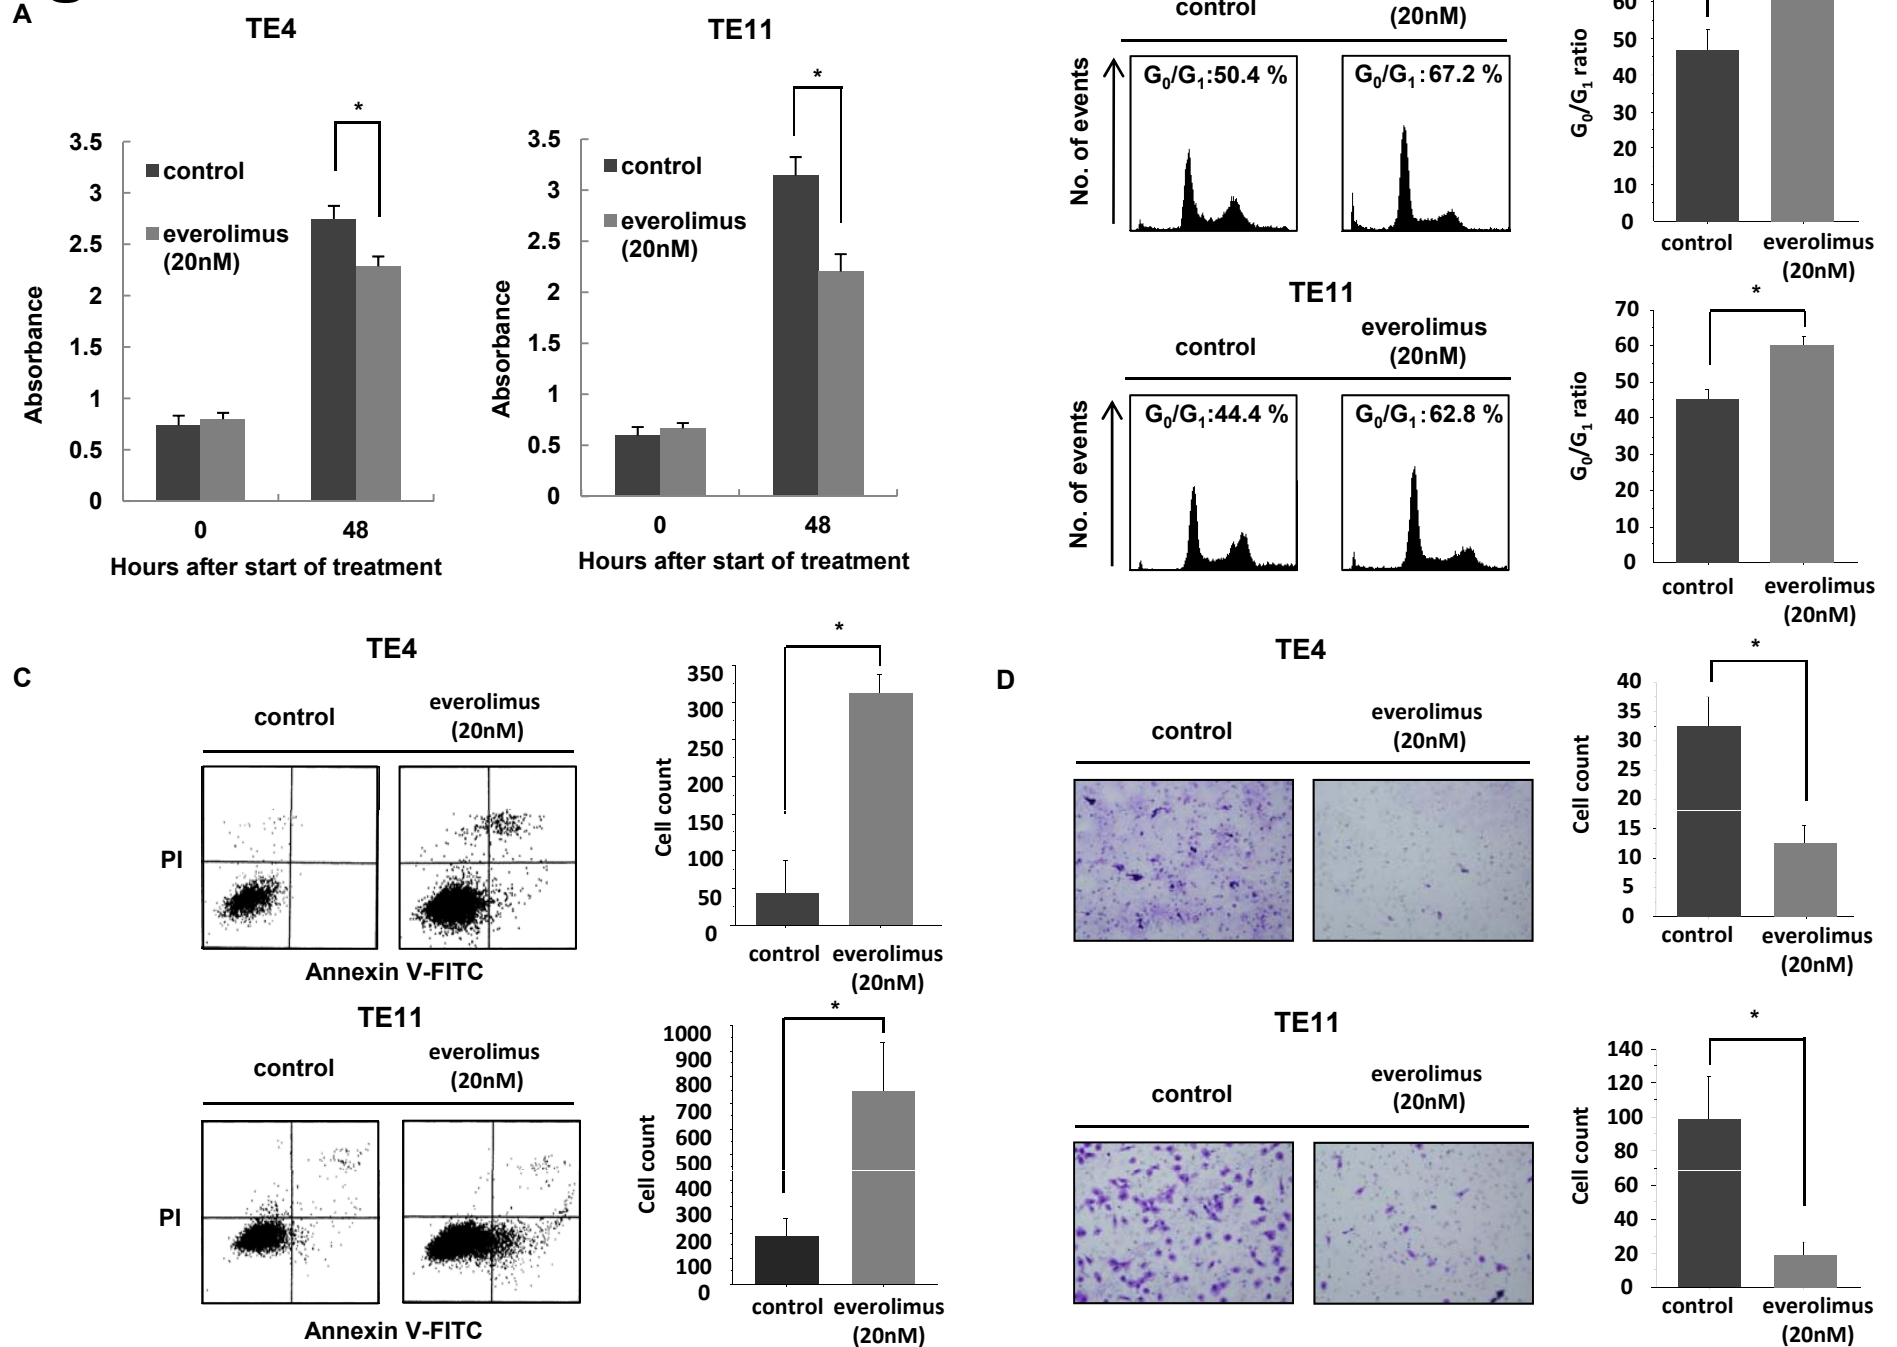 A
TE4
Absorbance
3.5
3
2.5
2
1.5
1
0.5
0
control
everolimus
(20nM)
*
0
48
Hours after start of treatment
TE11
Absorbance
3.5
3
2.5
2
1.5
1
0.5
0
control
everolimus
(20nM)
*
0
48
Hours after start of treatment
control
(20nM)
No. of events
G0/G1:50.4 %
G0/G1:67.2 %
G0/G1 ratio
60
50
40
30
20
10
0
control
everolimus
(20nM)
TE11
control
everolimus
(20nM)
No. of events
G0/G1:44.4 %
G0/G1:62.8 %
*
G0/G1 ratio
70
60
50
40
30
20
10
0
control
everolimus
(20nM)
C
TE4
control
everolimus
(20nM)
PI
Annexin V-FITC
*
Cell count
350
300
250
200
150
100
50
0
control
everolimus
(20nM)
TE11
control
everolimus
(20nM)
PI
Annexin V-FITC
*
Cell count
1000
900
800
700
600
500
400
300
200
100
0
control
everolimus
(20nM)
D
TE4
control
everolimus
(20nM)
*
Cell count
40
35
30
25
20
15
10
5
0
control
everolimus
(20nM)
TE11
control
everolimus
(20nM)
*
Cell count
140
120
100
80
60
40
20
0
control
everolimus
(20nM)